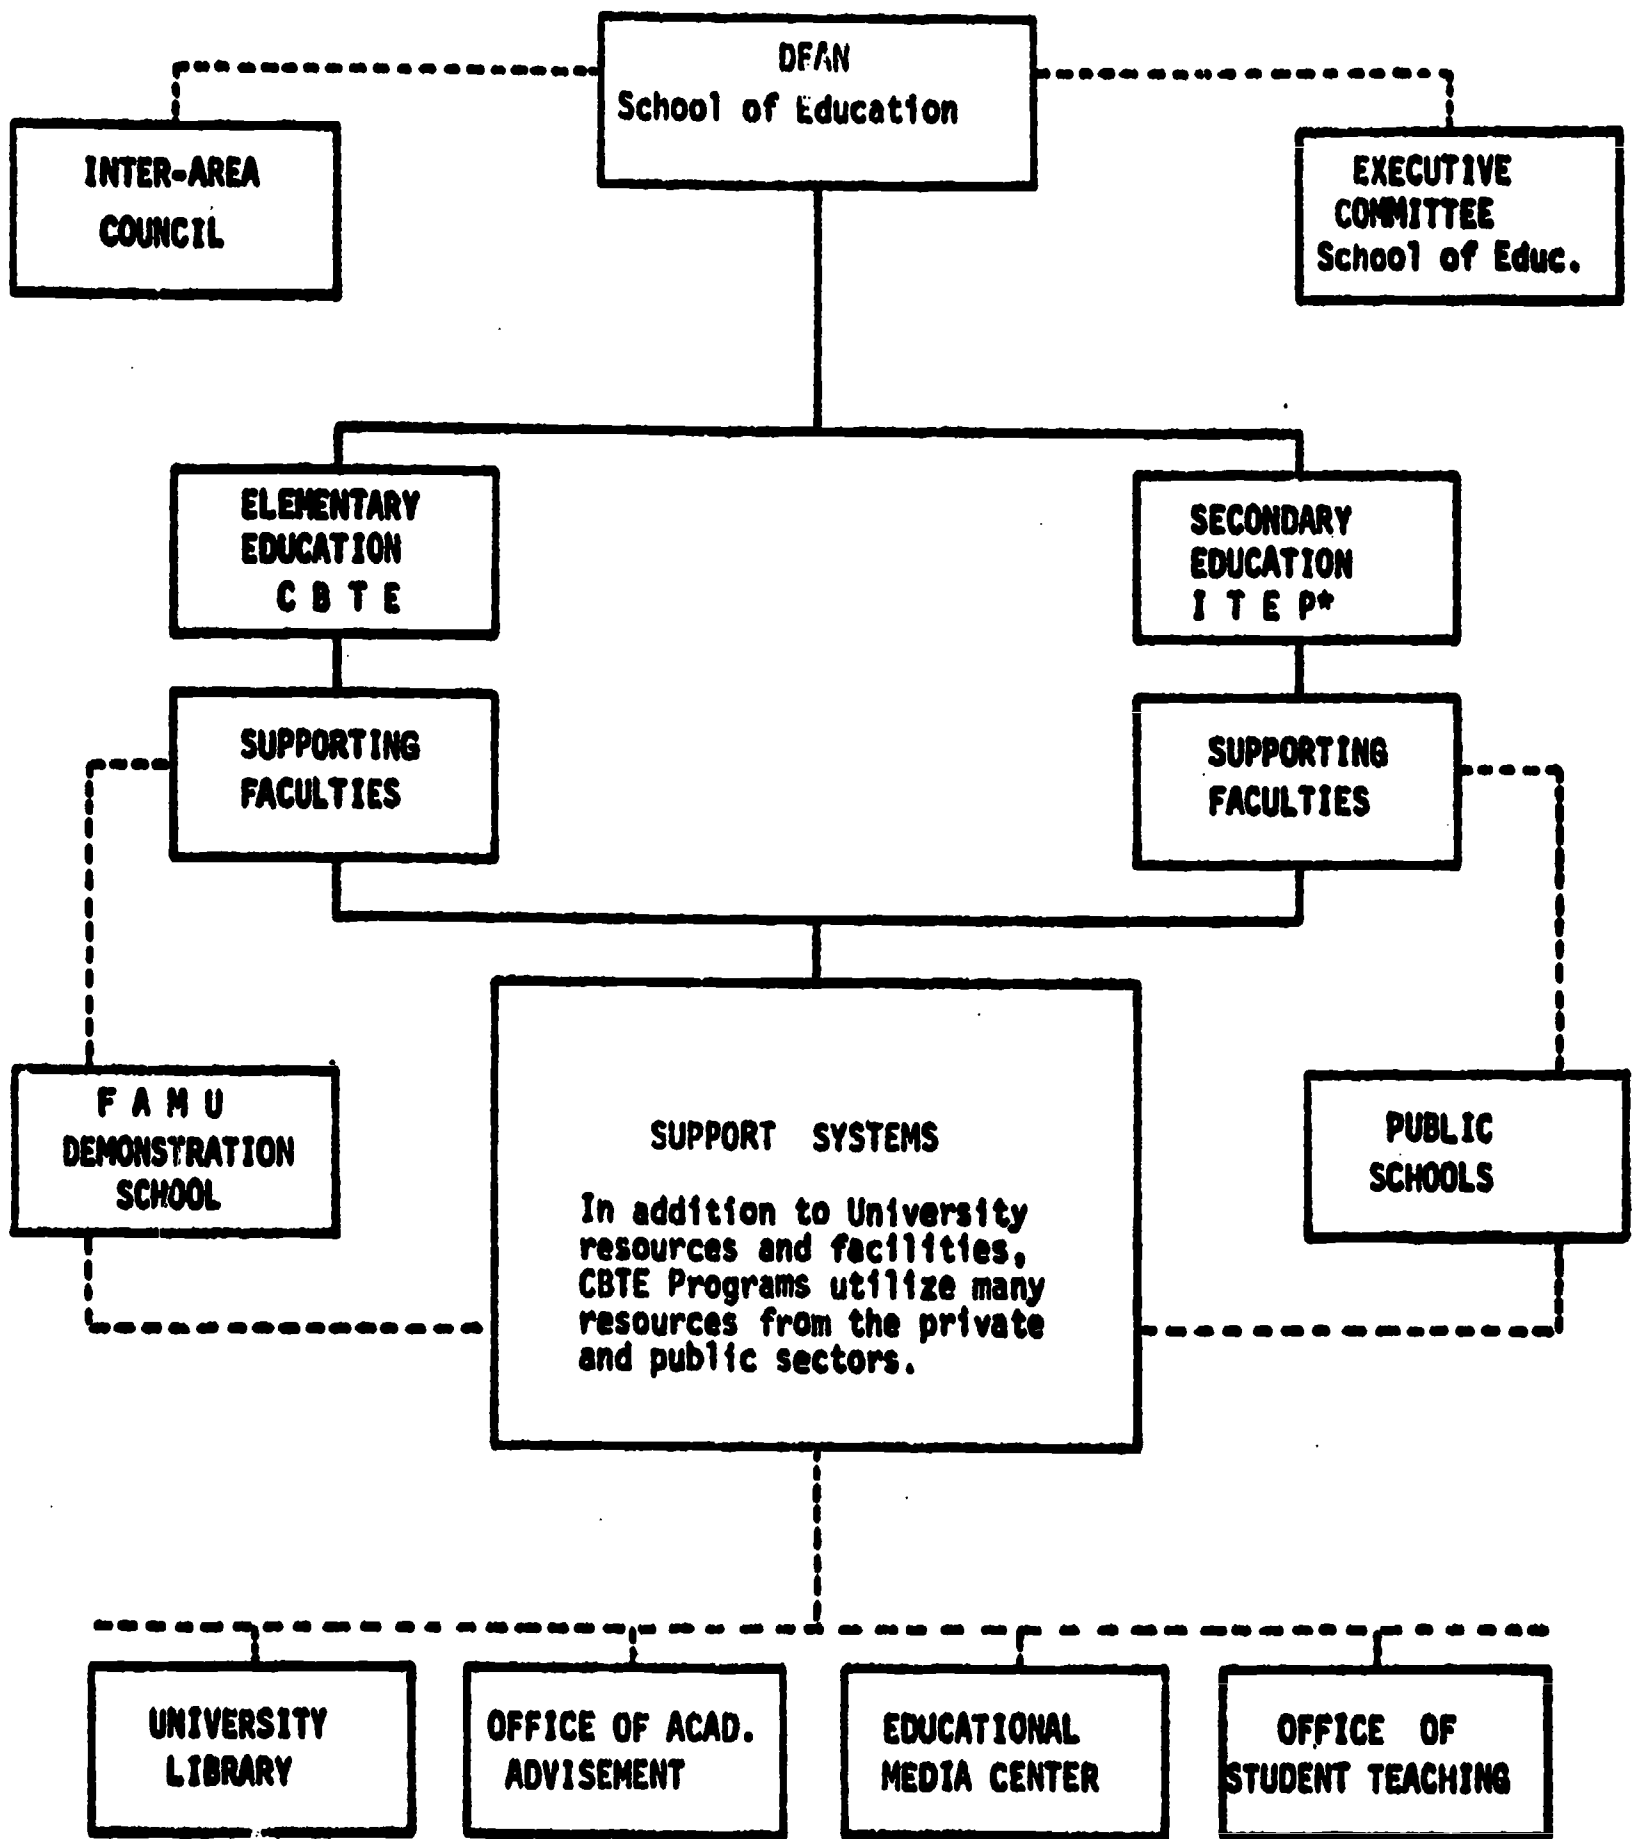 DEAN
School of Education
INTER-AREA
COUNCIL
EXECUTIVE
COMMITTEE
School of Educ.
ELEMENTARY
EDUCATION
C B T E
SECONDARY
EDUCATION
I T E P*
SUPPORTING
FACULTIES
SUPPORTING
FACULTIES
F A M U
DEMONSTRATION
SCHOOL
SUPPORT SYSTEMS
In addition to University
resources and facilities,
CBTE Programs utilize many
resources from the private
and public sectors.
PUBLIC
SCHOOLS
UNIVERSITY
LIBRARY
OFFICE OF ACAD.
ADVISEMENT
EDUCATIONAL
MEDIA CENTER
OFFICE OF
STUDENT TEACHING